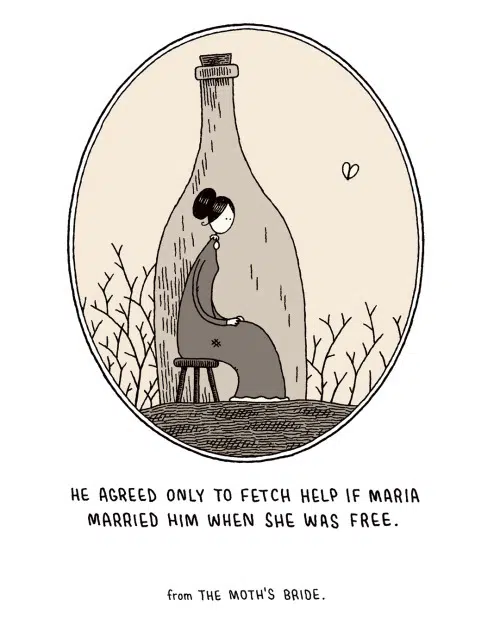 HE AGREED ONLY TO FETCH HELP IF MARIA
MARRIED HIM WHEN SHE WAS FREE.
from THE MOTH'S BRIDE.